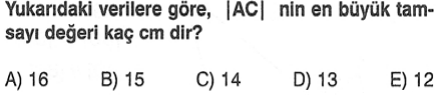 Yukarıdaki verilere göre, |AC| nin en büyük tam-
sayı değeri kaç cm dir?
A) 16 B) 15 C) 14 D) 13 E) 12